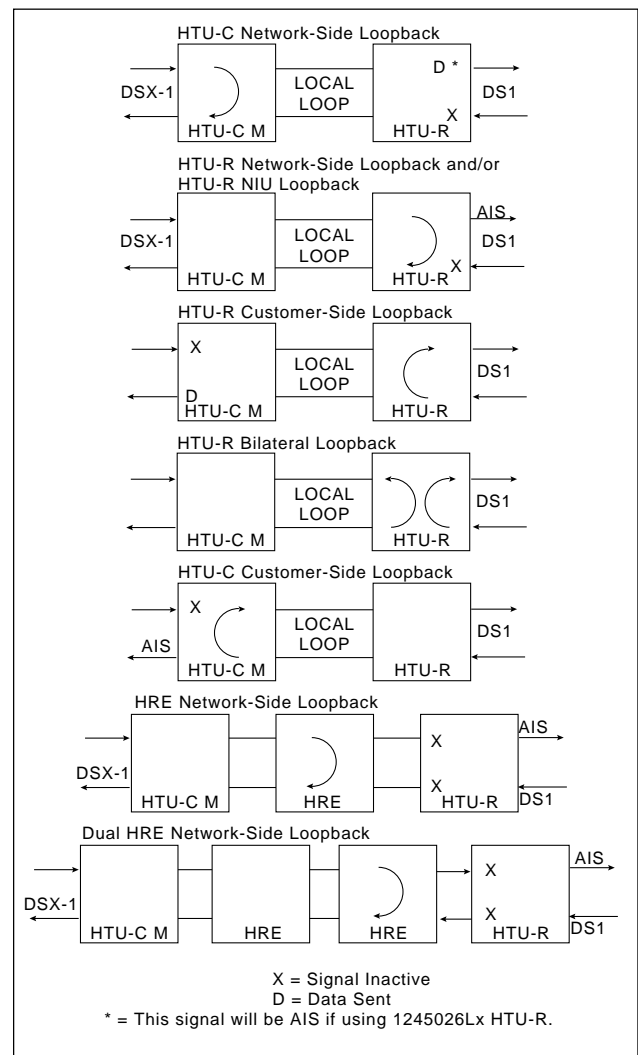 HTU-C Network-Side Loopback
D *
DSX-1
LOCAL
LOOP
DS1
X
HTU-C M
HTU-R
HTU-R Network-Side Loopback and/or
HTU-R NIU Loopback
AIS
DSX-1
LOCAL
LOOP
DS1
X
HTU-C M
HTU-R
HTU-R Customer-Side Loopback
X
LOCAL
LOOP
DS1
D
HTU-C M
HTU-R
HTU-R Bilateral Loopback
LOCAL
LOOP
DS1
HTU-C M
HTU-R
HTU-C Customer-Side Loopback
X
LOCAL
LOOP
DS1
AIS
HTU-C M
HTU-R
HRE Network-Side Loopback
AIS
X
DSX-1
X
HTU-C M
HRE
HTU-R
DS1
Dual HRE Network-Side Loopback
AIS
X
DSX-1
X
HTU-C M
HRE
HRE
HTU-R
DS1
X = Signal Inactive
D = Data Sent
* = This signal will be AIS if using 1245026Lx HTU-R.